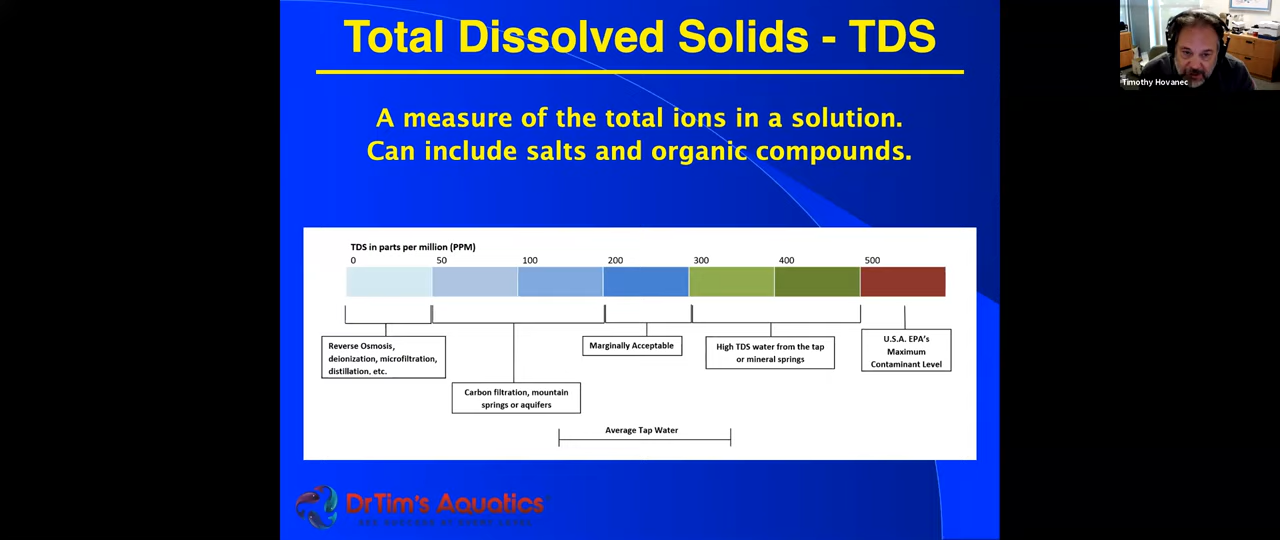 Total Dissolved Solids - TDS
Timothy Hovanec
A measure of the total ions in a solution.
Can include salts and organic compounds.
TDS in parts per million (PPM)
0 50 100 200 300 400 500
Reverse Osmosis,
deionization, microfiltration,
distillation, etc.
Carbon filtration, mountain
springs or aquifers
Marginally Acceptable
High TDS water from the tap
or mineral springs
U.S.A. EPA's
Maximum
Contaminant Level
Average Tap Water
DrTim's Aquatics